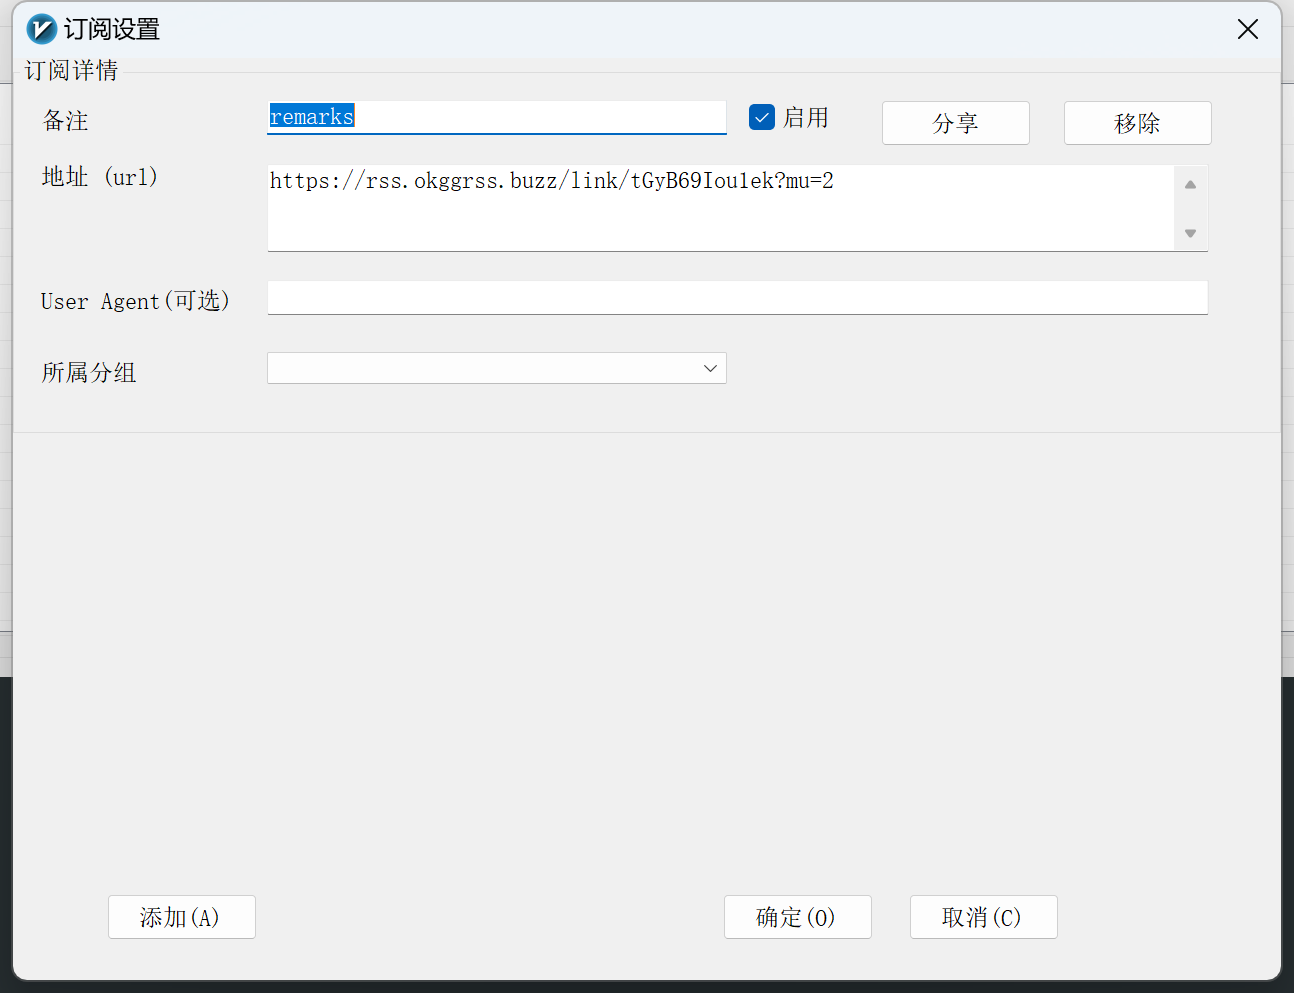 订阅设置
订阅详情
备注 remarks 启用 分享 移除
地址 (url) https://rss.okggrss.buzz/link/tGyB69Iou1ek?mu=2
User Agent(可选)
所属分组
添加(A) 确定(O) 取消(C)